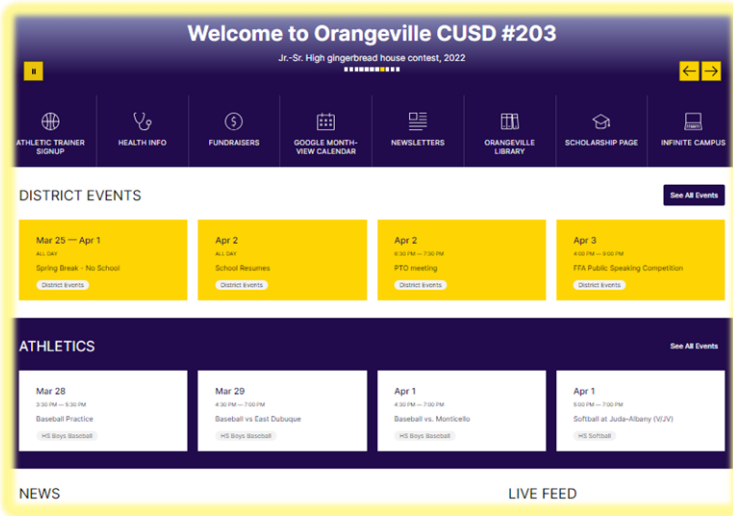 Welcome to Orangeville CUSD #203
Jr.-Sr. High gingerbread house contest, 2022
ATHLETIC TRAINER SIGNUP
HEALTH INFO
FUNDRAISERS
GOOGLE MONTH-VIEW CALENDAR
NEWSLETTERS
ORANGEVILLE LIBRARY
SCHOLARSHIP PAGE
INFINITE CAMPUS
DISTRICT EVENTS
See All Events
Mar 25 — Apr 1
ALL DAY
Spring Break - No School
District Events
Apr 2
ALL DAY
School Resumes
District Events
Apr 2
6:30 PM — 7:30 PM
PTO meeting
District Events
Apr 3
4:00 PM — 9:00 PM
FFA Public Speaking Competition
District Events
ATHLETICS
See All Events
Mar 28
3:30 PM — 5:30 PM
Baseball Practice
HS Boys Baseball
Mar 29
4:30 PM — 7:00 PM
Baseball vs East Dubuque
HS Boys Baseball
Apr 1
4:30 PM — 7:00 PM
Baseball vs. Monticello
HS Boys Baseball
Apr 1
5:00 PM — 7:00 PM
Softball at Juda-Albany (V/JV)
HS Softball
NEWS
LIVE FEED